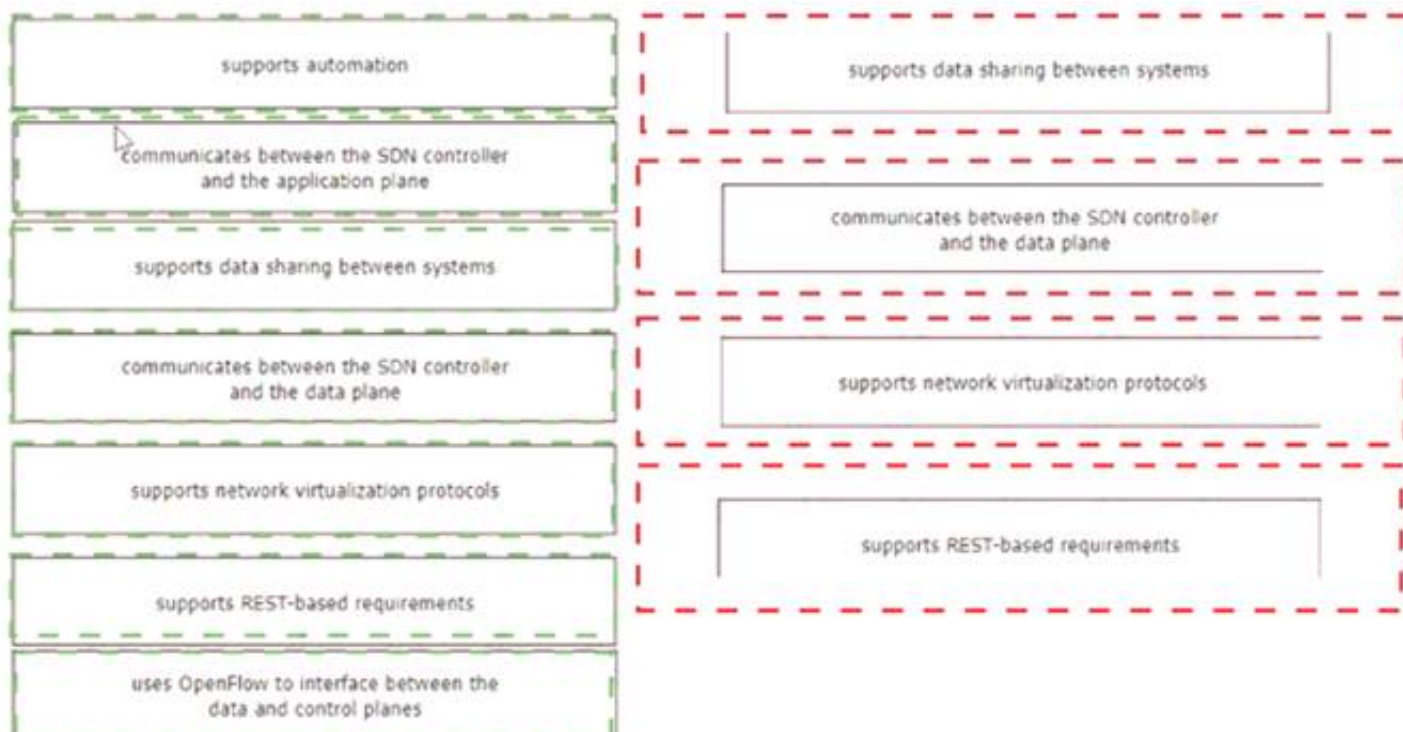 supports automation
communicates between the SDN controller
and the application plane
supports data sharing between systems
communicates between the SDN controller
and the data plane
supports network virtualization protocols
supports REST-based requirements
uses OpenFlow to interface between the
data and control planes
supports data sharing between systems
communicates between the SDN controller
and the data plane
supports network virtualization protocols
supports REST-based requirements